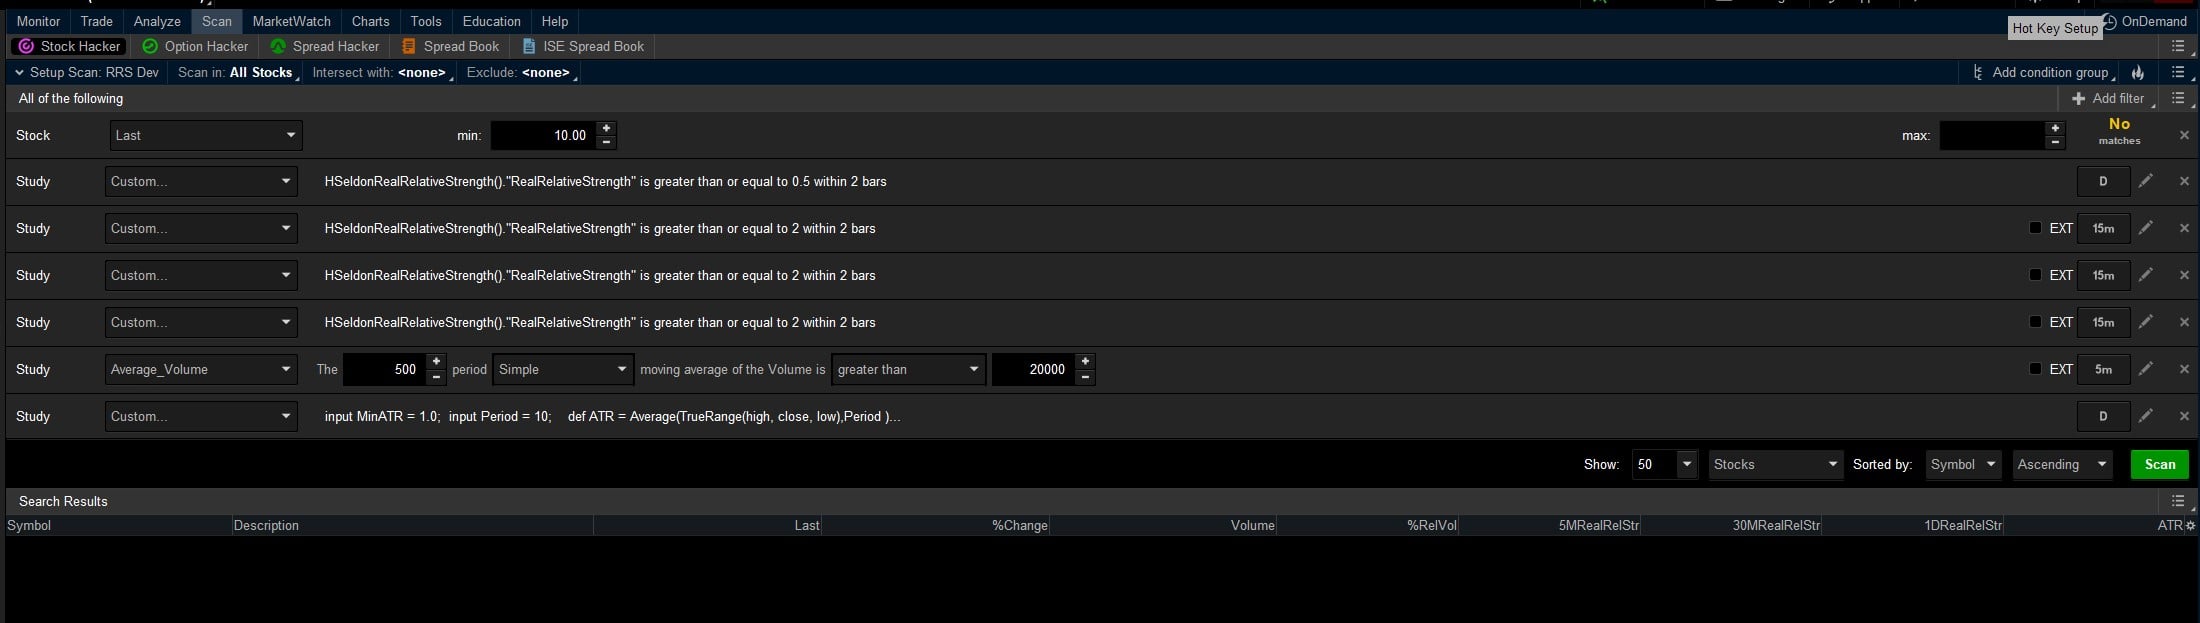 Monitor Trade Analyze Scan MarketWatch Charts Tools Education Help OnDemand
Hot Key Setup
Stock Hacker Option Hacker Spread Hacker Spread Book ISE Spread Book
Setup Scan: RRS Dev Scan in: All Stocks Intersect with: <none> Exclude: <none> Add condition group
All of the following Add filter
Stock Last min: 10.00 max: No matches
Study Custom... HSeldonRealRelativeStrength()."RealRelativeStrength" is greater than or equal to 0.5 within 2 bars D
Study Custom... HSeldonRealRelativeStrength()."RealRelativeStrength" is greater than or equal to 2 within 2 bars EXT 15m
Study Custom... HSeldonRealRelativeStrength()."RealRelativeStrength" is greater than or equal to 2 within 2 bars EXT 15m
Study Custom... HSeldonRealRelativeStrength()."RealRelativeStrength" is greater than or equal to 2 within 2 bars EXT 15m
Study Average_Volume The 500 period Simple moving average of the Volume is greater than 20000 EXT 5m
Study Custom... input MinATR = 1.0; input Period = 10; def ATR = Average(TrueRange(high, close, low),Period )... D
Show: 50 Stocks Sorted by: Symbol Ascending Scan
Search Results
Symbol Description Last %Change Volume %RelVol 5MRealRelStr 30MRealRelStr 1DRealRelStr ATR